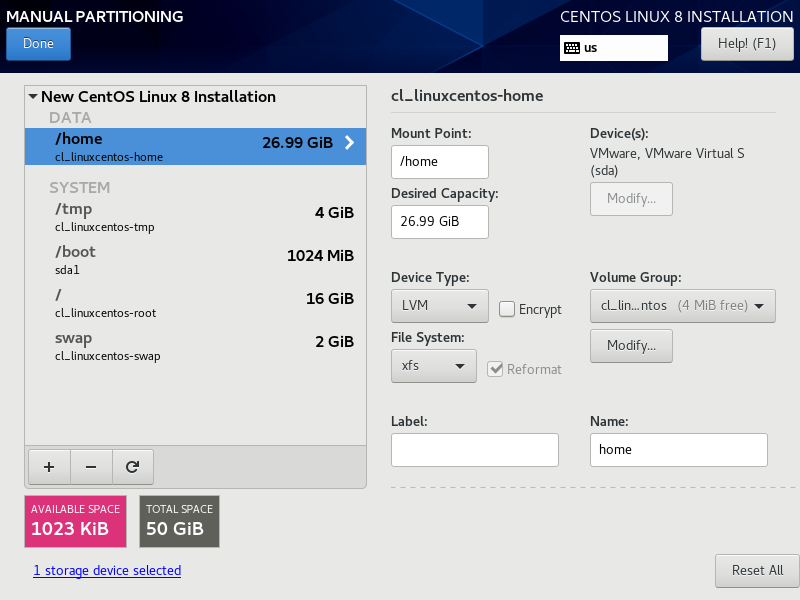 MANUAL PARTITIONING
CENTOS LINUX 8 INSTALLATION
Done
us
Help! (F1)
New CentOS Linux 8 Installation
DATA
/home
26.99 GiB
cl_linuxcentos-home
SYSTEM
/tmp
4 GiB
cl_linuxcentos-tmp
/boot
1024 MiB
sda1
/
16 GiB
cl_linuxcentos-root
swap
2 GiB
cl_linuxcentos-swap
AVAILABLE SPACE
1023 KiB
TOTAL SPACE
50 GiB
1 storage device selected
cl_linuxcentos-home
Mount Point:
/home
Desired Capacity:
26.99 GiB
Device(s):
VMware, VMware Virtual S
(sda)
Modify...
Device Type:
LVM
Encrypt
Volume Group:
cl_lin...ntos (4 MiB free)
Modify...
File System:
xfs
Reformat
Label:
Name:
home
Reset All